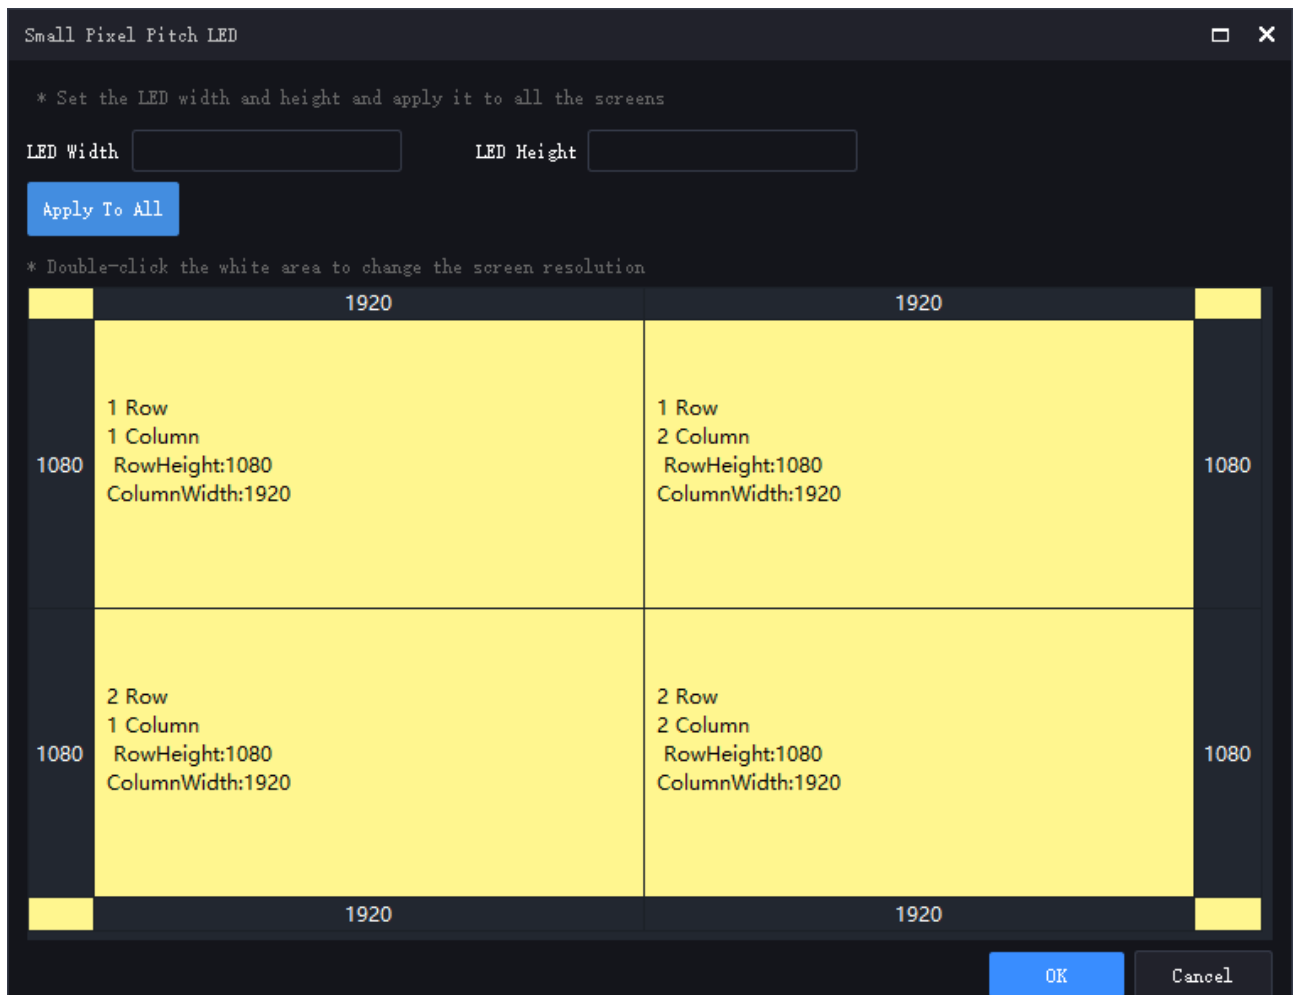 Small Pixel Pitch LED
* Set the LED width and height and apply it to all the screens
LED Width LED Height
Apply To All
* Double-click the white area to change the screen resolution
1920 1920
1 Row 1 Row
1 Column 2 Column
1080 RowHeight:1080 RowHeight:1080 1080
ColumnWidth:1920 ColumnWidth:1920
2 Row 2 Row
1 Column 2 Column
1080 RowHeight:1080 RowHeight:1080 1080
ColumnWidth:1920 ColumnWidth:1920
1920 1920
OK Cancel